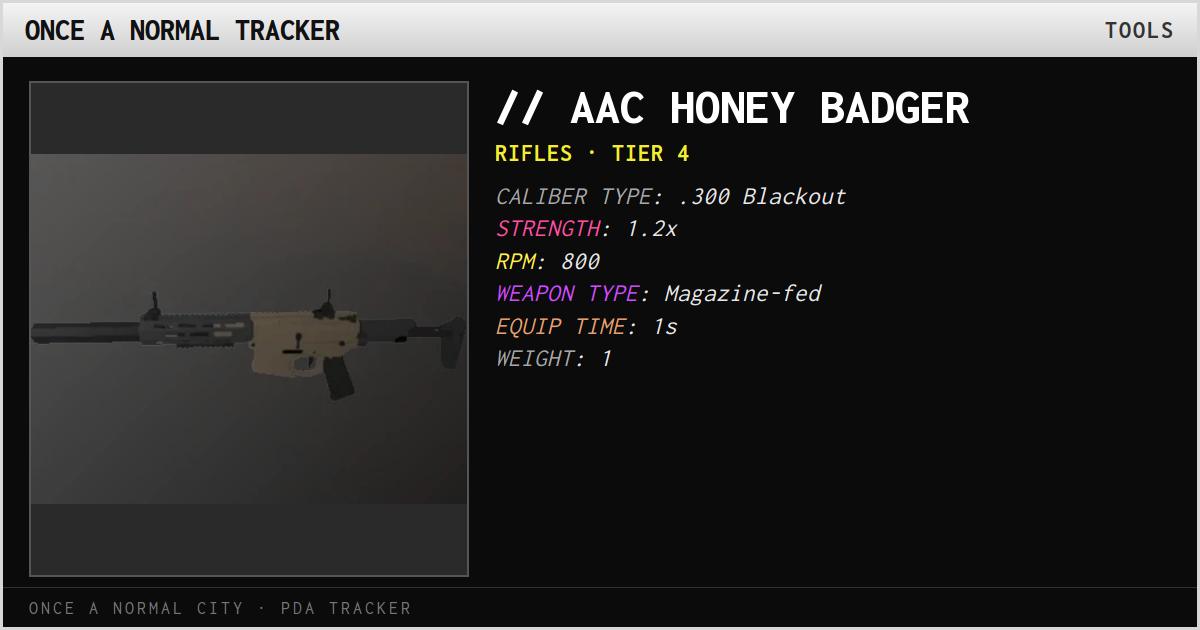 ONCE A NORMAL TRACKER
TOOLS
// AAC HONEY BADGER
RIFLES · TIER 4
CALIBER TYPE: .300 Blackout
STRENGTH: 1.2x
RPM: 800
WEAPON TYPE: Magazine-fed
EQUIP TIME: 1s
WEIGHT: 1
ONCE A NORMAL CITY · PDA TRACKER